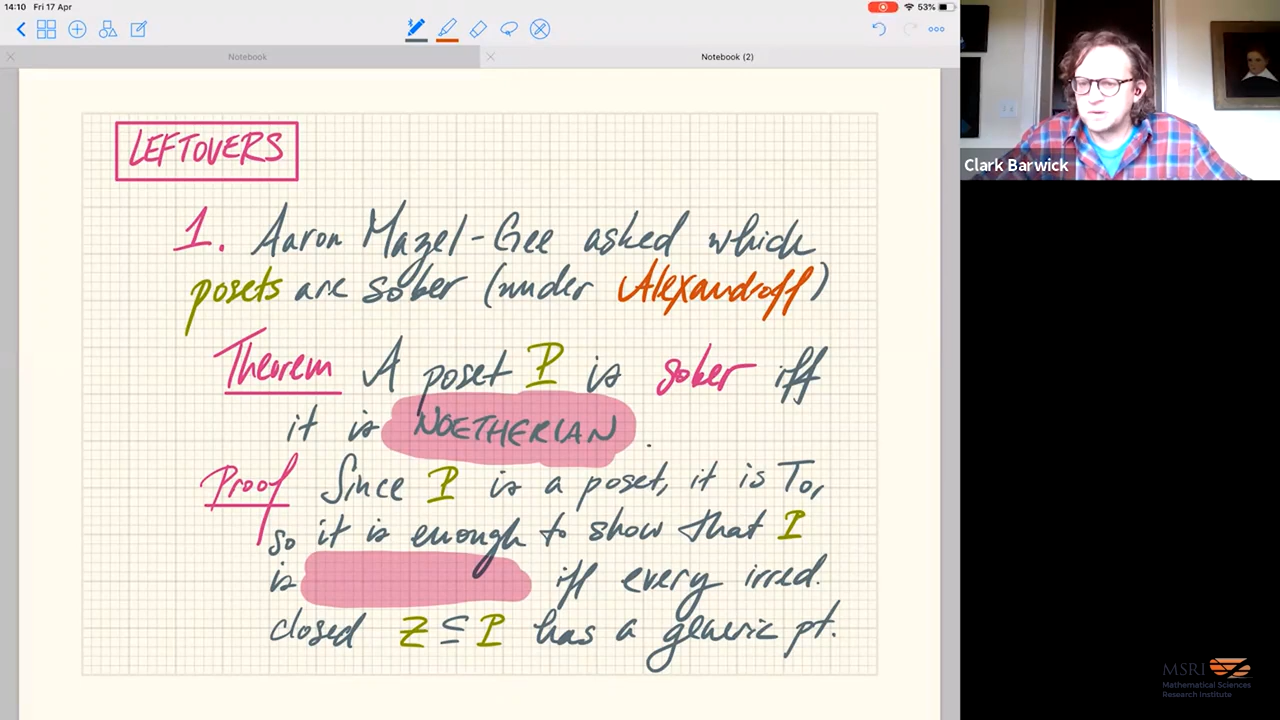 14:10 Fri 17 Apr
53%
Notebook
Notebook (2)
LEFTOVERS
1. Aaron Mazel-Gee asked which
posets are sober (under Alexandroff)
Theorem A poset P is sober iff
it is NOETHERIAN.
Proof Since P is a poset, it is T0,
so it is enough to show that P
is iff every irred.
closed Z ⊆ P has a generic pt.
Clark Barwick
MSRI
Mathematical Sciences
Research Institute